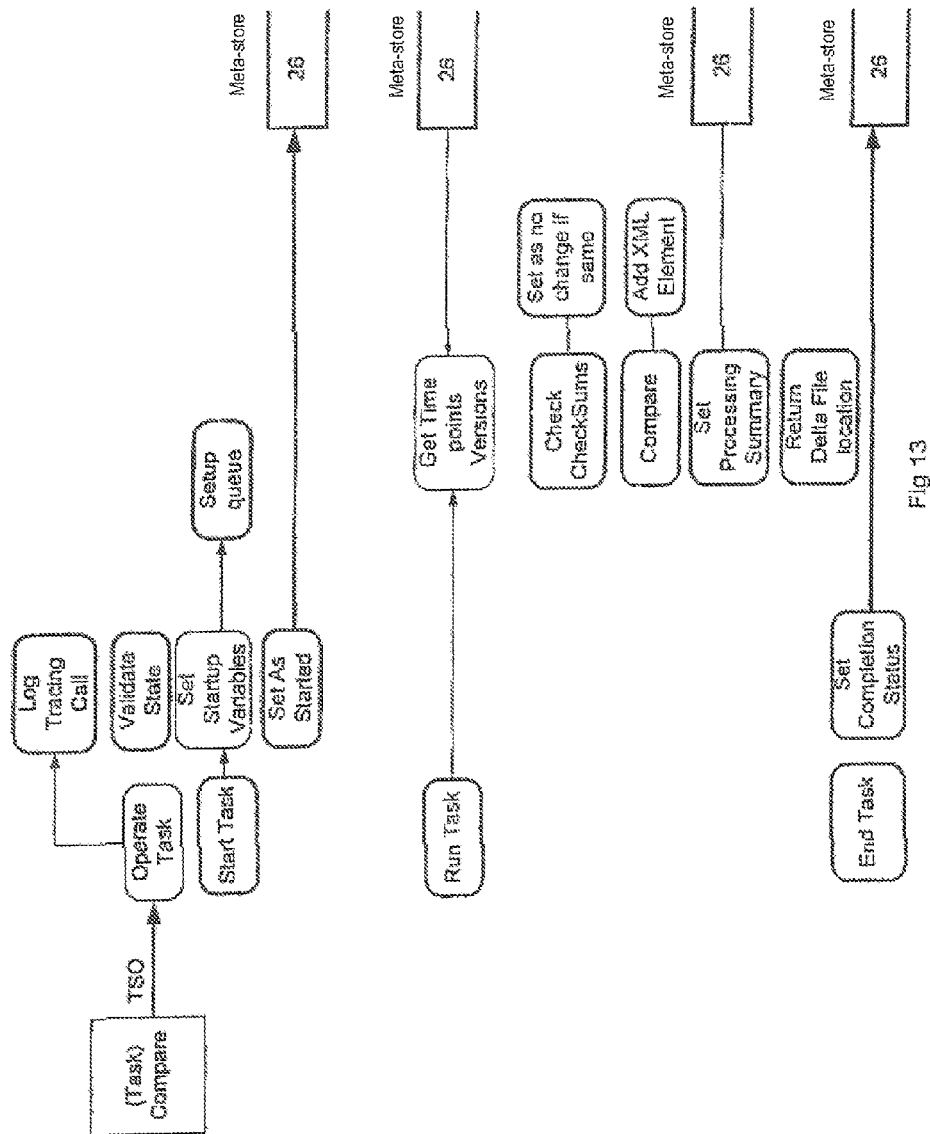 (Task)
Compare
TSO
Operate
Task
Log
Tracing
Call
Validate
State
Start Task
Set
Startup
Variables
Setup
queue
Set As
Started
Meta-store
26
Run Task
Get Time
points
Versions
Meta-store
26
Check
CheckSums
Set as no
change if
same
Compare
Add XML
Element
Set
Processing
Summary
Meta-store
26
Return
Delta File
location
End Task
Set
Completion
Status
Meta-store
26
Fig 13